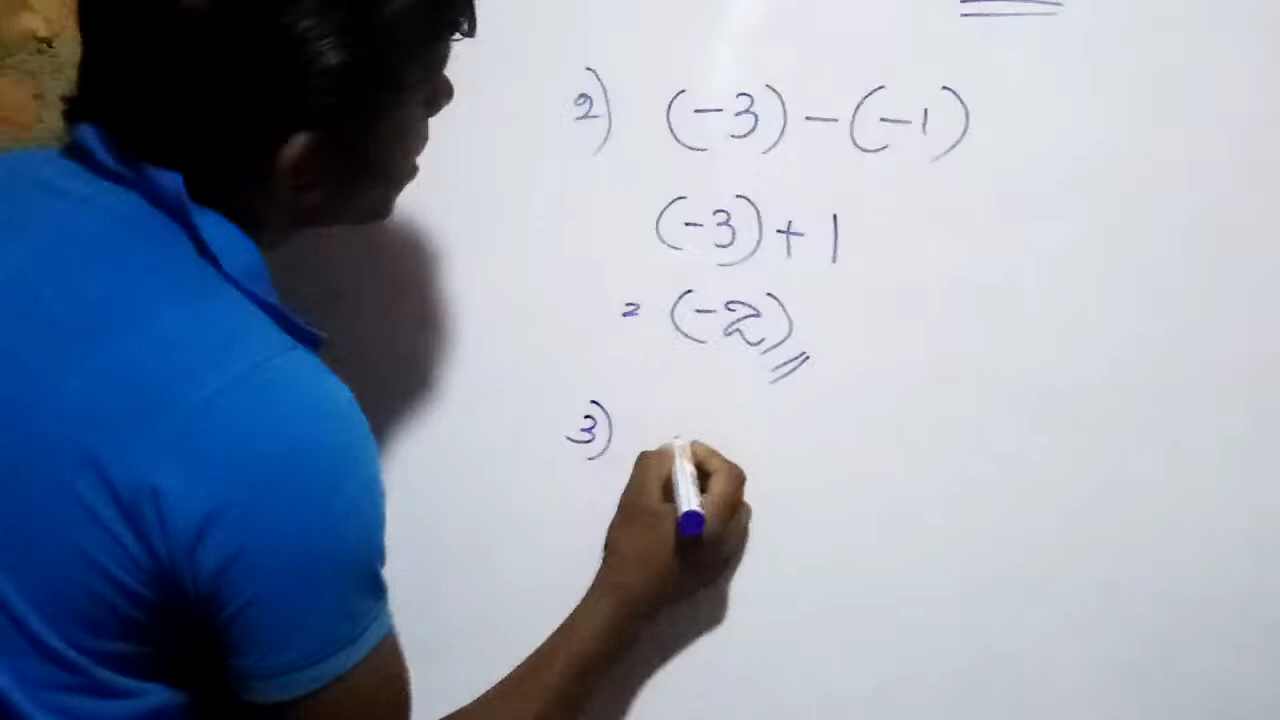 2) (-3) - (-1)
(-3) + 1
= (-2)
3)